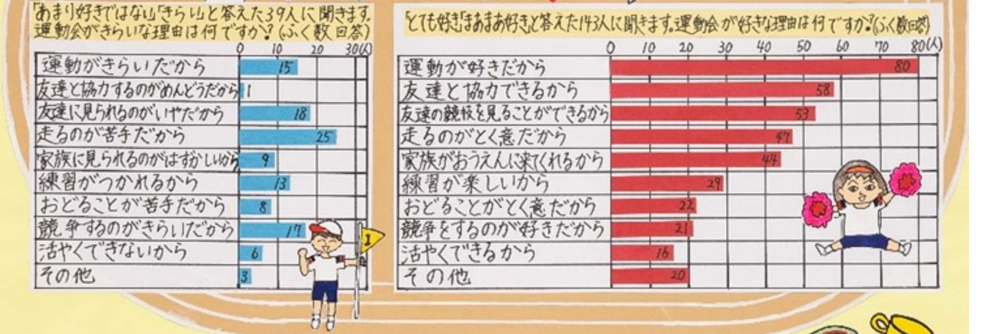 「あまり好きではない」「きらい」と答えた39人に聞きます。
運動会がきらいな理由は何ですか？（ふく数回答）
0 10 20 30(人)
運動がきらいだから 15
友達と協力するのがめんどうだから 1
友達に見られるのがいやだから 18
走るのが苦手だから 25
家族に見られるのがはずかしいから 9
練習がつかれるから 13
おどることが苦手だから 8
競争するのがきらいだから 17
活やくできないから 6
その他 3
1
「とても好き」「まあまあ好き」と答えた143人に聞きます。運動会が好きな理由は何ですか？（ふく数回答）
0 10 20 30 40 50 60 70 80(人)
運動が好きだから 80
友達と協力できるから 58
友達の競技を見ることができるから 53
走るのがとく意だから 47
家族がおうえんに来てくれるから 44
練習が楽しいから 29
おどることがとく意だから 22
競争をするのが好きだから 21
活やくできるから 16
その他 20